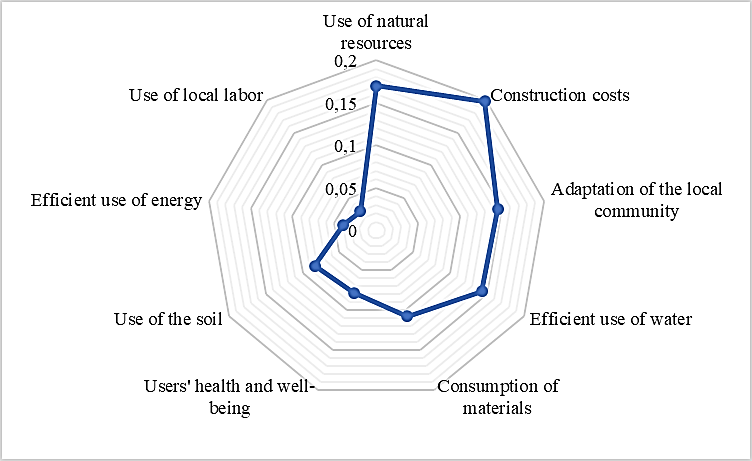 Use of natural
resources
0,2
Use of local labor
Construction costs
0,15
0,1
Efficient use of energy
0,05
Adaptation of the local
community
0
Use of the soil
Efficient use of water
Users' health and well-
being
Consumption of
materials